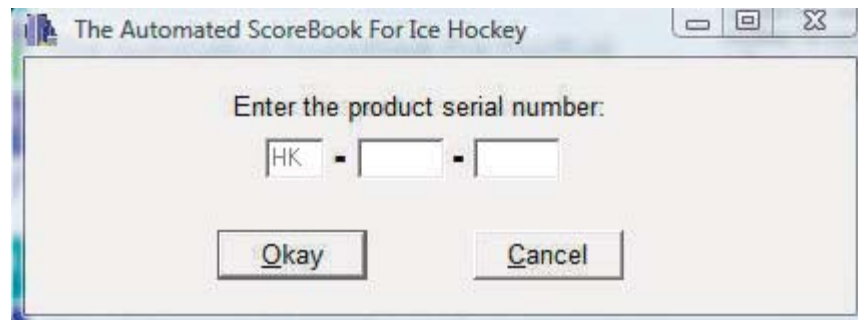 The Automated ScoreBook For Ice Hockey
Enter the product serial number:
HK - -
Okay Cancel